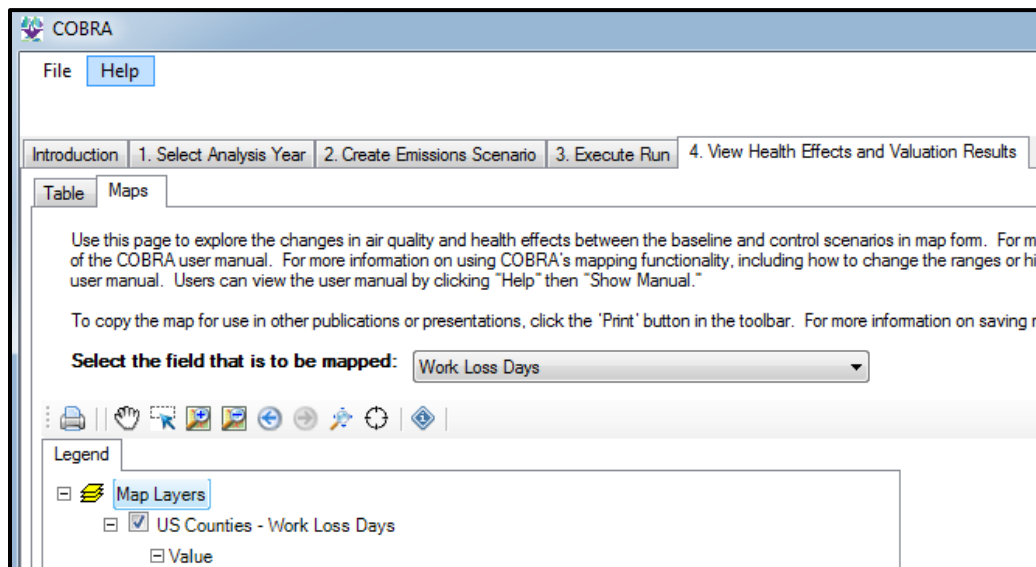 COBRA
File Help
Introduction 1. Select Analysis Year 2. Create Emissions Scenario 3. Execute Run 4. View Health Effects and Valuation Results
Table Maps
Use this page to explore the changes in air quality and health effects between the baseline and control scenarios in map form. For m
of the COBRA user manual. For more information on using COBRA's mapping functionality, including how to change the ranges or hi
user manual. Users can view the user manual by clicking "Help" then "Show Manual."
To copy the map for use in other publications or presentations, click the 'Print' button in the toolbar. For more information on saving
Select the field that is to be mapped: Work Loss Days
Legend
Map Layers
US Counties - Work Loss Days
Value